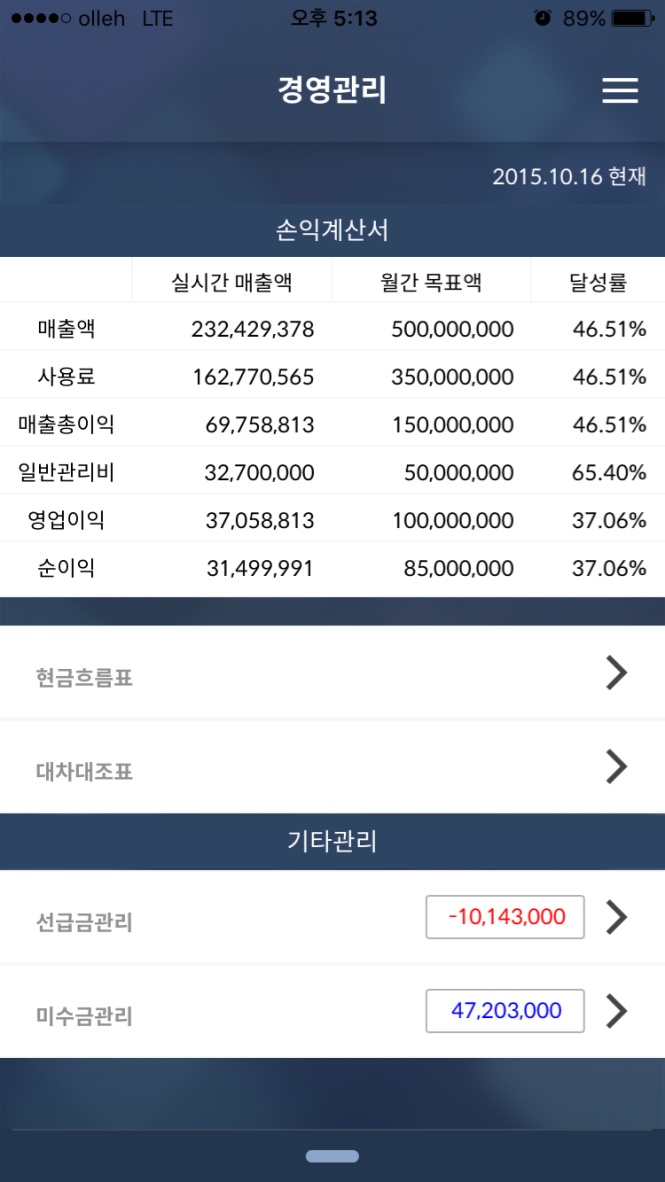 olleh LTE 오후 5:13 89%
경영관리
2015.10.16 현재
손익계산서
실시간 매출액 월간 목표액 달성률
매출액 232,429,378 500,000,000 46.51%
사용료 162,770,565 350,000,000 46.51%
매출총이익 69,758,813 150,000,000 46.51%
일반관리비 32,700,000 50,000,000 65.40%
영업이익 37,058,813 100,000,000 37.06%
순이익 31,499,991 85,000,000 37.06%
현금흐름표
대차대조표
기타관리
선급금관리 -10,143,000
미수금관리 47,203,000